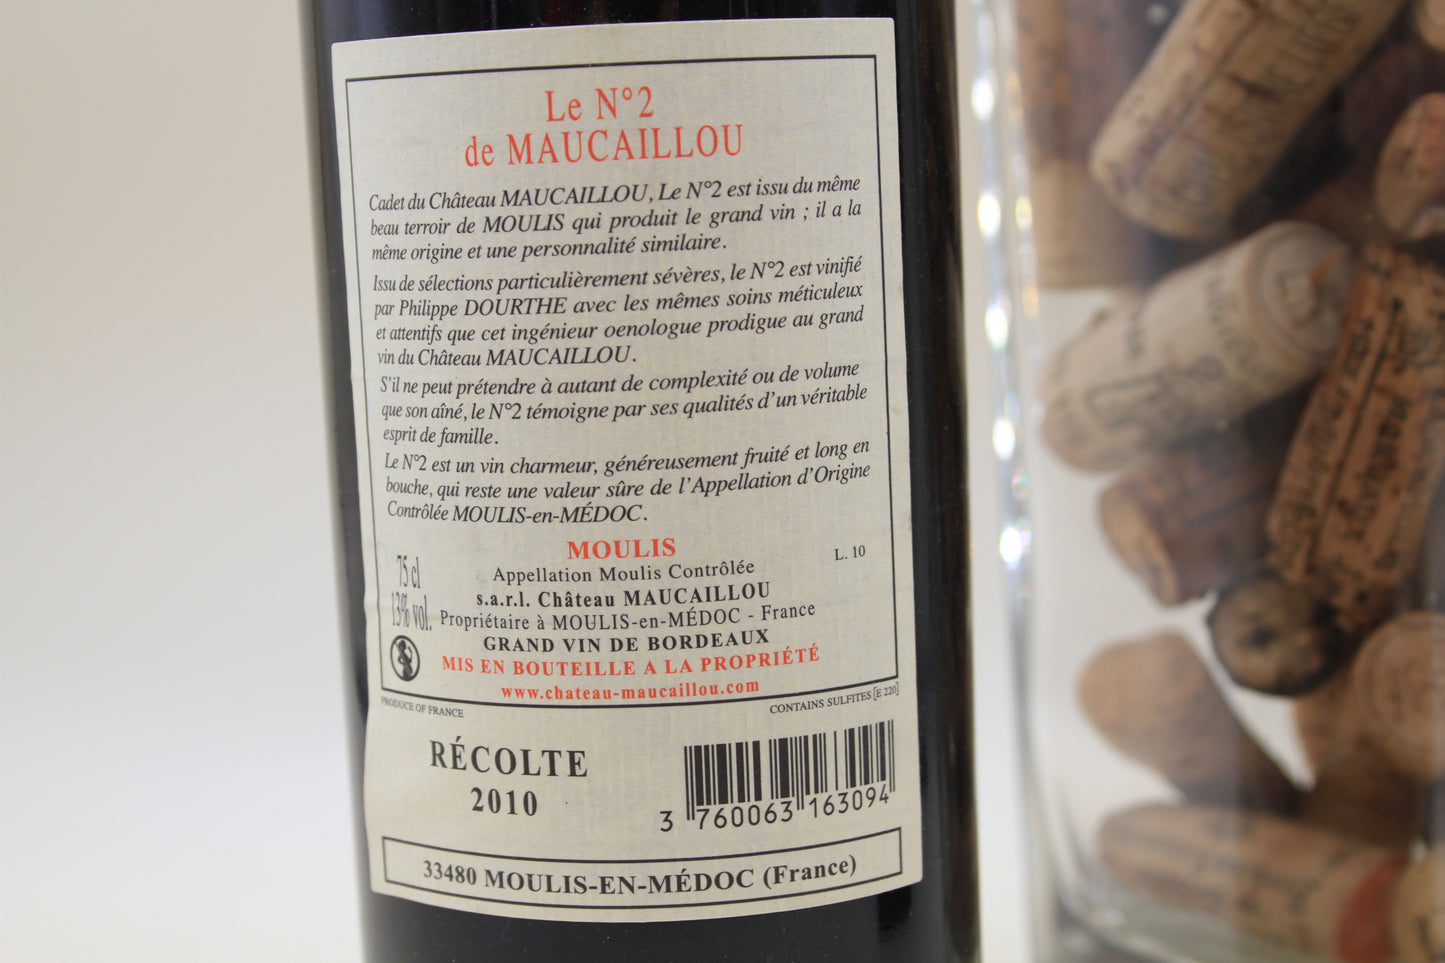 Le N°2
de MAUCAILLOU
Cadet du Château MAUCAILLOU, Le N°2 est issu du même
beau terroir de MOULIS qui produit le grand vin ; il a la
même origine et une personnalité similaire.
Issu de sélections particulièrement sévères, le N°2 est vinifié
par Philippe DOURTHE avec les mêmes soins méticuleux
et attentifs que cet ingénieur oenologue prodigue au grand
vin du Château MAUCAILLOU.
S'il ne peut prétendre à autant de complexité ou de volume
que son aîné, le N°2 témoigne par ses qualités d'un véritable
esprit de famille.
Le N°2 est un vin charmeur, généreusement fruité et long en
bouche, qui reste une valeur sûre de l'Appellation d'Origine
Contrôlée MOULIS-en-MÉDOC.
MOULIS
L. 10
75 cl
Appellation Moulis Contrôlée
s.a.r.l. Château MAUCAILLOU
13% vol.
Propriétaire à MOULIS-en-MÉDOC - France
GRAND VIN DE BORDEAUX
MIS EN BOUTEILLE A LA PROPRIÉTÉ
www.chateau-maucaillou.com
PRODUCE OF FRANCE
CONTAINS SULFITES [E 220]
RÉCOLTE
2010
3 760063 163094
33480 MOULIS-EN-MÉDOC (France)